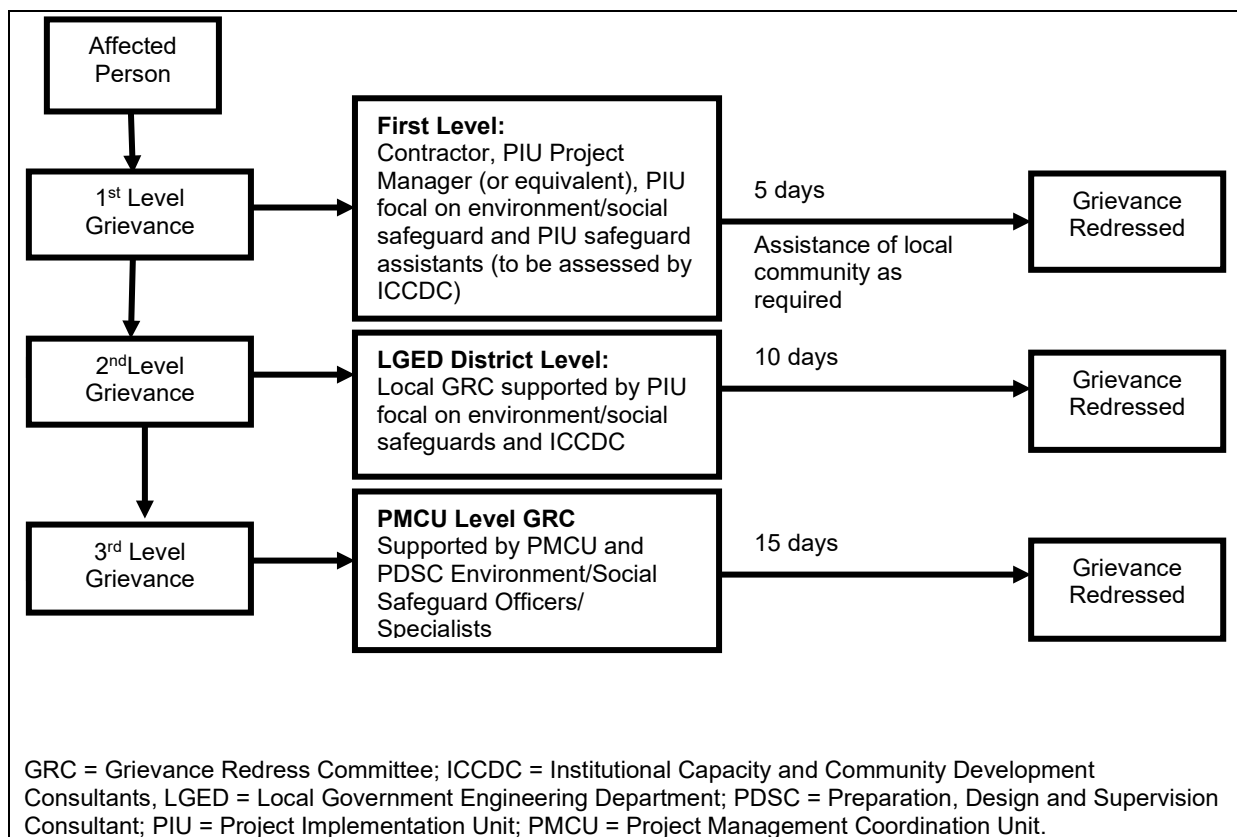 Affected
Person
1st Level
Grievance
First Level:
Contractor, PIU Project
Manager (or equivalent), PIU
focal on environment/social
safeguard and PIU safeguard
assistants (to be assessed by
ICCDC)
5 days
Assistance of local
community as
required
Grievance
Redressed
2ndLevel
Grievance
LGED District Level:
Local GRC supported by PIU
focal on environment/social
safeguards and ICCDC
10 days
Grievance
Redressed
3rd Level
Grievance
PMCU Level GRC
Supported by PMCU and
PDSC Environment/Social
Safeguard Officers/
Specialists
15 days
Grievance
Redressed
GRC = Grievance Redress Committee; ICCDC = Institutional Capacity and Community Development
Consultants, LGED = Local Government Engineering Department; PDSC = Preparation, Design and Supervision
Consultant; PIU = Project Implementation Unit; PMCU = Project Management Coordination Unit.